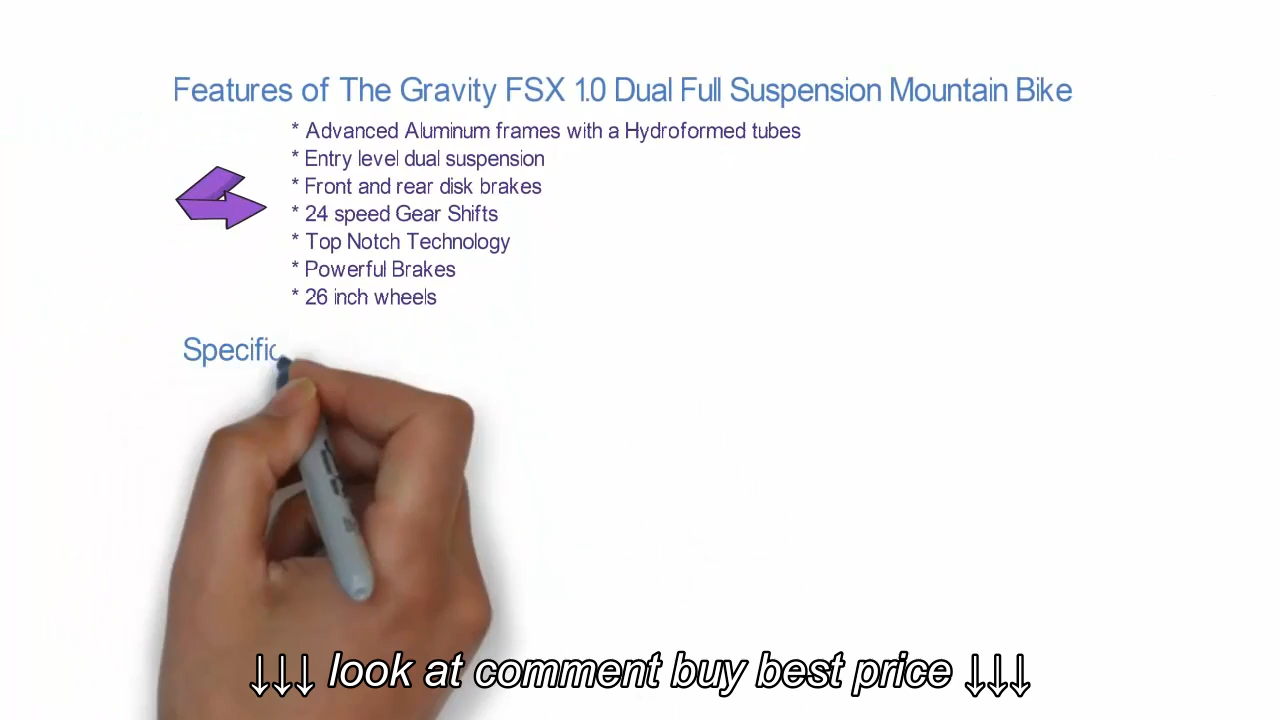 Features of The Gravity FSX 1.0 Dual Full Suspension Mountain Bike
* Advanced Aluminum frames with a Hydroformed tubes
* Entry level dual suspension
* Front and rear disk brakes
* 24 speed Gear Shifts
* Top Notch Technology
* Powerful Brakes
* 26 inch wheels
Specific
↓↓↓ look at comment buy best price ↓↓↓